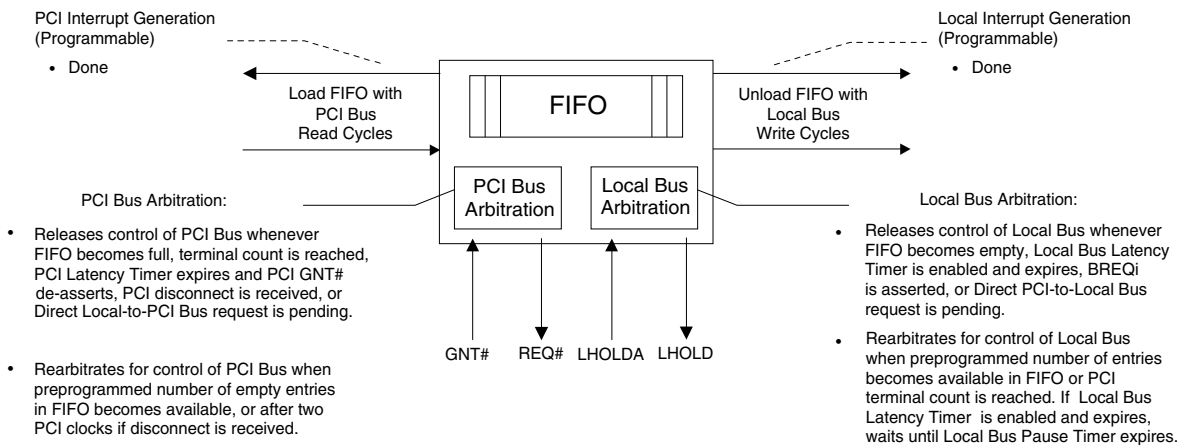 PCI Interrupt Generation
(Programmable)
• Done
Local Interrupt Generation
(Programmable)
• Done
Load FIFO with
PCI Bus
Read Cycles
FIFO
Unload FIFO with
Local Bus
Write Cycles
PCI Bus
Arbitration
Local Bus
Arbitration
GNT#
REQ#
LHOLDA
LHOLD
PCI Bus Arbitration:
• Releases control of PCI Bus whenever
FIFO becomes full, terminal count is reached,
PCI Latency Timer expires and PCI GNT#
de-asserts, PCI disconnect is received, or
Direct Local-to-PCI Bus request is pending.
• Rearbitrates for control of PCI Bus when
preprogrammed number of empty entries
in FIFO becomes available, or after two
PCI clocks if disconnect is received.
Local Bus Arbitration:
• Releases control of Local Bus whenever
FIFO becomes empty, Local Bus Latency
Timer is enabled and expires, BREQi
is asserted, or Direct PCI-to-Local Bus
request is pending.
• Rearbitrates for control of Local Bus
when preprogrammed number of entries
becomes available in FIFO or PCI
terminal count is reached. If Local Bus
Latency Timer is enabled and expires,
waits until Local Bus Pause Timer expires.